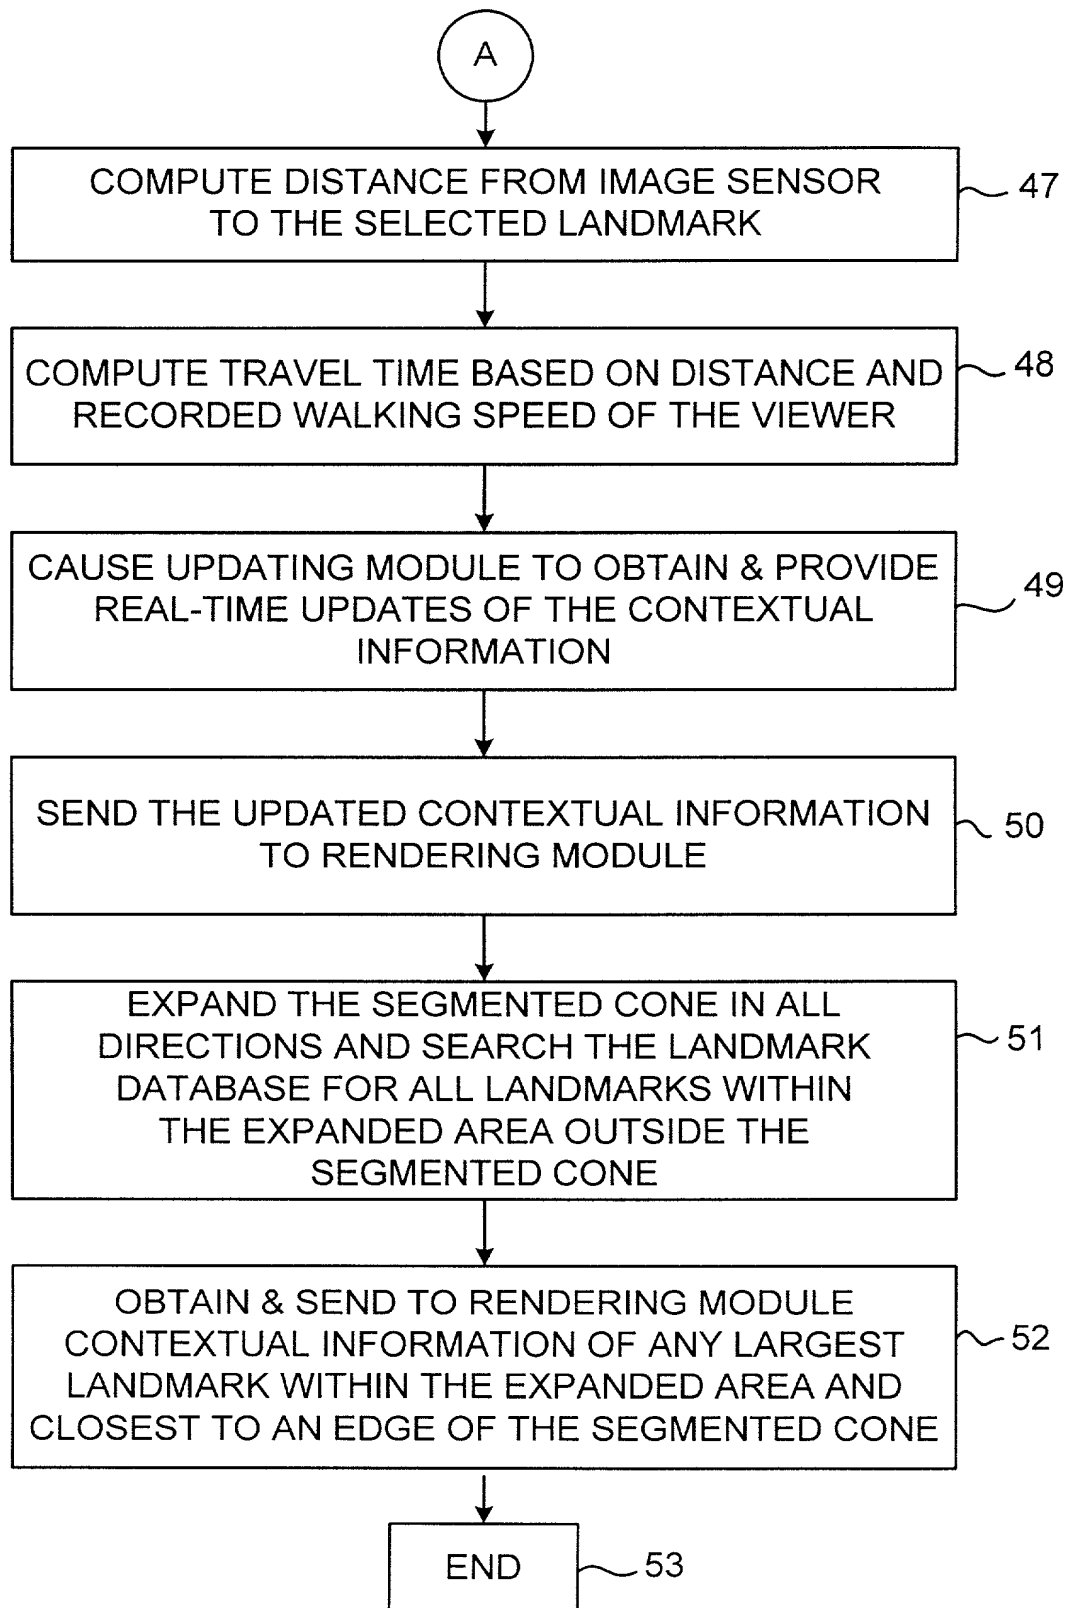 A
COMPUTE DISTANCE FROM IMAGE SENSOR
TO THE SELECTED LANDMARK
47
COMPUTE TRAVEL TIME BASED ON DISTANCE AND
RECORDED WALKING SPEED OF THE VIEWER
48
CAUSE UPDATING MODULE TO OBTAIN & PROVIDE
REAL-TIME UPDATES OF THE CONTEXTUAL
INFORMATION
49
SEND THE UPDATED CONTEXTUAL INFORMATION
TO RENDERING MODULE
50
EXPAND THE SEGMENTED CONE IN ALL
DIRECTIONS AND SEARCH THE LANDMARK
DATABASE FOR ALL LANDMARKS WITHIN
THE EXPANDED AREA OUTSIDE THE
SEGMENTED CONE
51
OBTAIN & SEND TO RENDERING MODULE
CONTEXTUAL INFORMATION OF ANY LARGEST
LANDMARK WITHIN THE EXPANDED AREA AND
CLOSEST TO AN EDGE OF THE SEGMENTED CONE
52
END
53